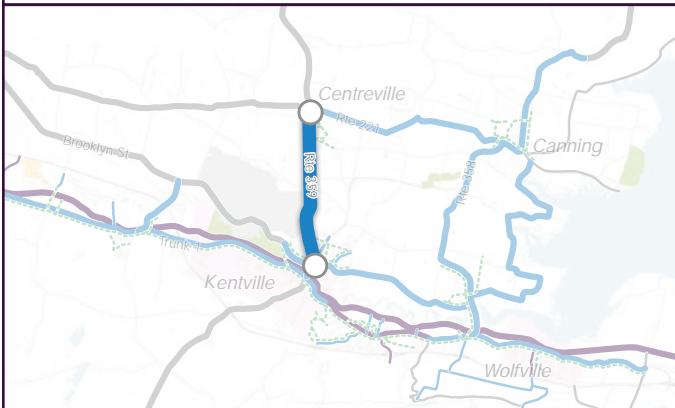 Centreville
Rte 221
Brooklyn St
Canning
Rte 359
Rte 358
Trunk 1
Kentville
Wolfville